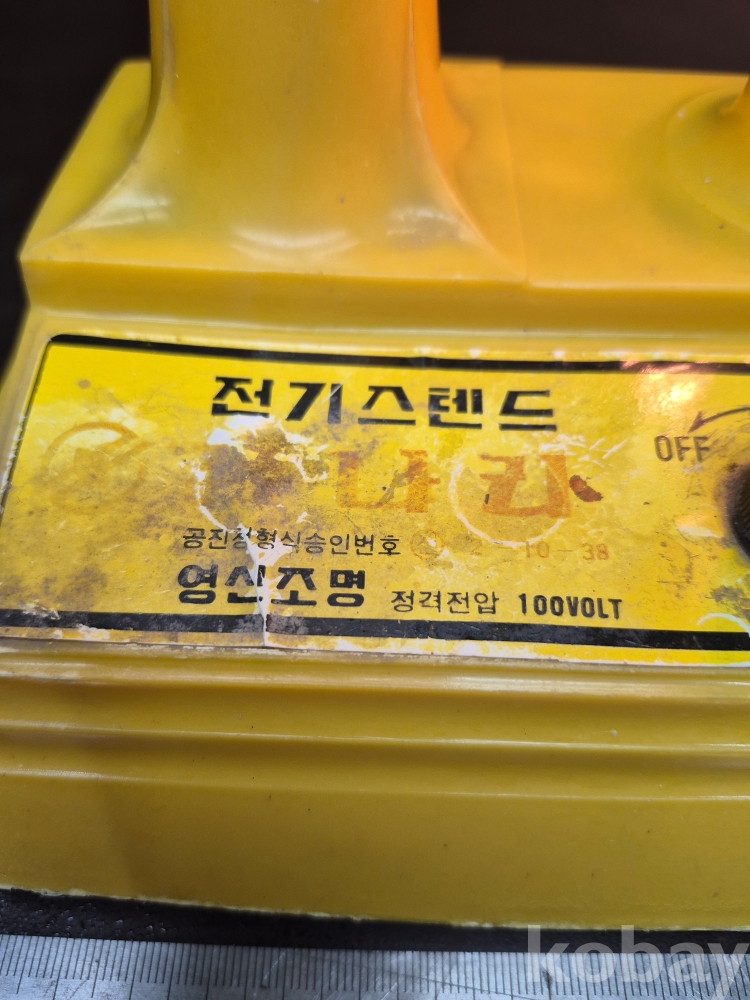 전기스텐드
나라
OFF
공진청형식승인번호 2-10-38
영신조명 정격전압 100VOLT
kobay